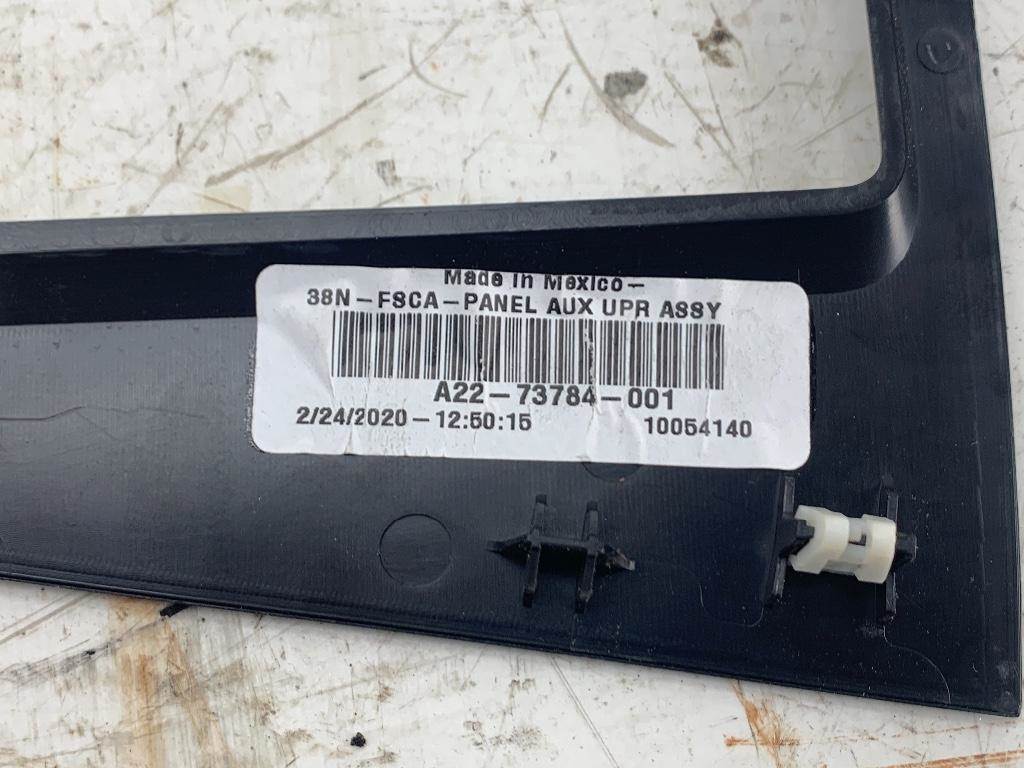 Made in Mexico-
38N-FSCA-PANEL AUX UPR ASSY
A22-73784-001
2/24/2020-12:50:15 10054140